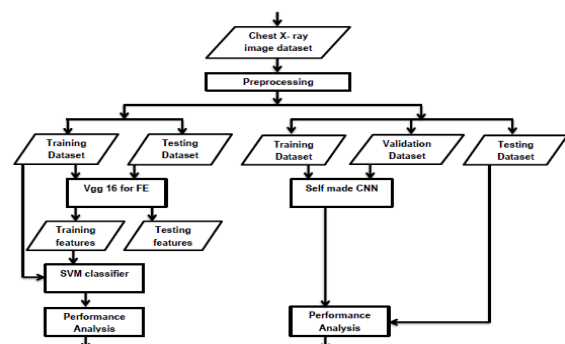 Chest X- ray
image dataset
Preprocessing
Training
Dataset
Testing
Dataset
Training
Dataset
Validation
Dataset
Testing
Dataset
Vgg 16 for FE
Self made CNN
Training
features
Testing
features
SVM classifier
Performance
Analysis
Performance
Analysis